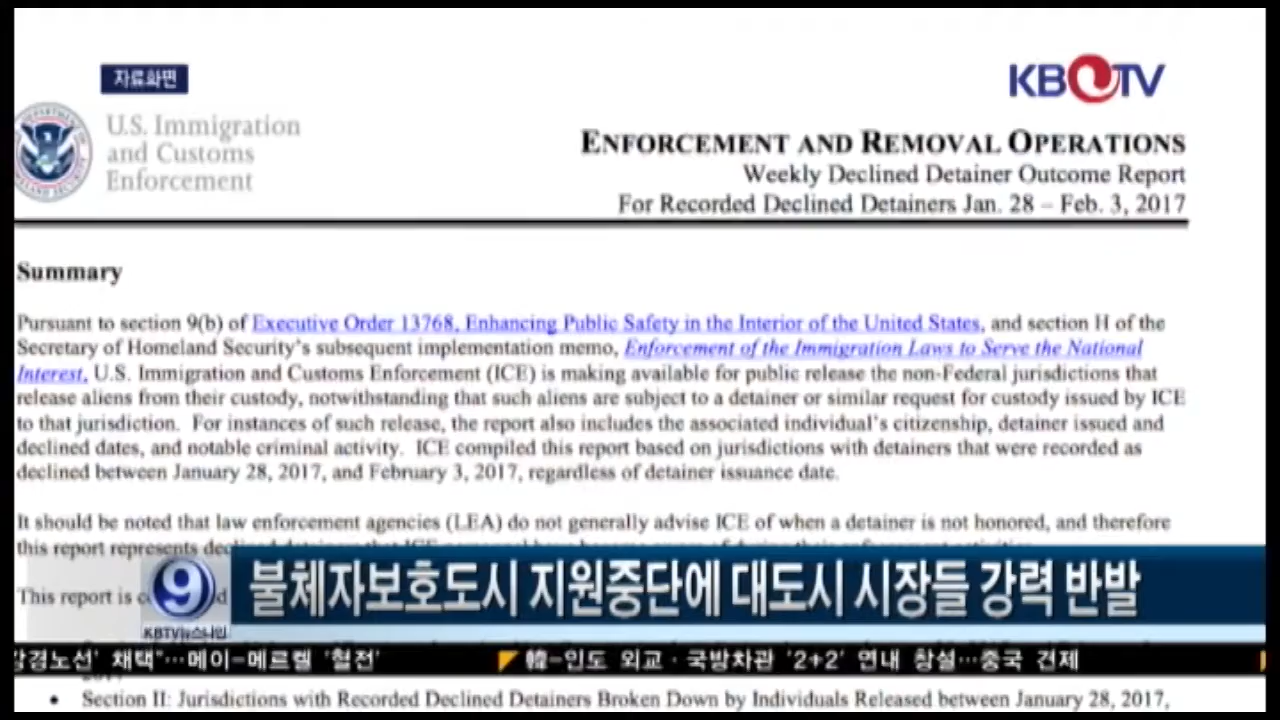 자료화면
KBTV
U.S. Immigration
and Customs
Enforcement
ENFORCEMENT AND REMOVAL OPERATIONS
Weekly Declined Detainer Outcome Report
For Recorded Declined Detainers Jan. 28 – Feb. 3, 2017
Summary
Pursuant to section 9(b) of Executive Order 13768, Enhancing Public Safety in the Interior of the United States, and section H of the
Secretary of Homeland Security's subsequent implementation memo, Enforcement of the Immigration Laws to Serve the National
Interest, U.S. Immigration and Customs Enforcement (ICE) is making available for public release the non-Federal jurisdictions that
release aliens from their custody, notwithstanding that such aliens are subject to a detainer or similar request for custody issued by ICE
to that jurisdiction. For instances of such release, the report also includes the associated individual's citizenship, detainer issued and
declined dates, and notable criminal activity. ICE compiled this report based on jurisdictions with detainers that were recorded as
declined between January 28, 2017, and February 3, 2017, regardless of detainer issuance date.
It should be noted that law enforcement agencies (LEA) do not generally advise ICE of when a detainer is not honored, and therefore
this report represents
This report is
9
KBTV뉴스나인
불체자보호도시 지원중단에 대도시 시장들 강력 반발
강경노선' 채택"…메이-메르켈 '혈전'
韓-인도 외교·국방차관 '2+2' 연내 창설…중국 견제
• Section II: Jurisdictions with Recorded Declined Detainers Broken Down by Individuals Released between January 28, 2017,